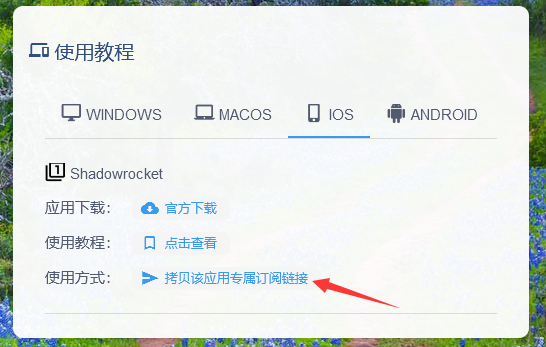 使用教程
WINDOWS MACOS IOS ANDROID
1 Shadowrocket
应用下载： 官方下载
使用教程： 点击查看
使用方式： 拷贝该应用专属订阅链接